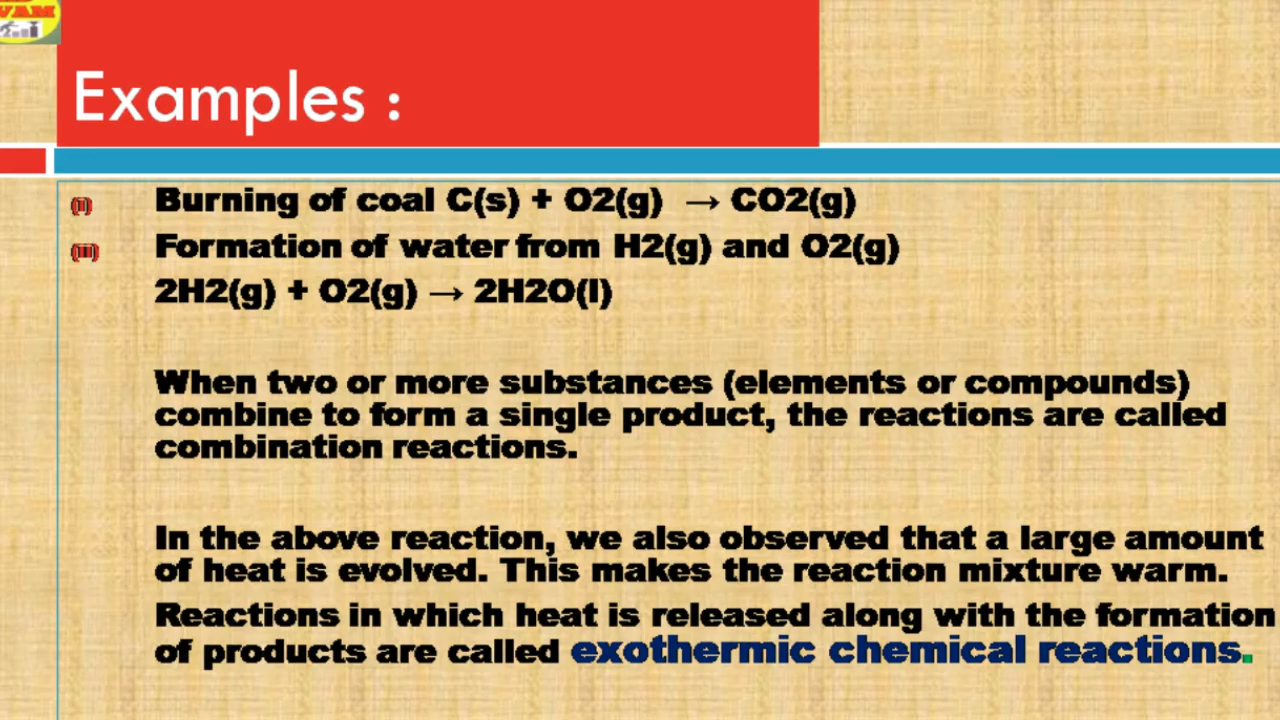 VAM
Examples :
(i) Burning of coal C(s) + O2(g) → CO2(g)
(ii) Formation of water from H2(g) and O2(g)
2H2(g) + O2(g) → 2H2O(l)
When two or more substances (elements or compounds)
combine to form a single product, the reactions are called
combination reactions.
In the above reaction, we also observed that a large amount
of heat is evolved. This makes the reaction mixture warm.
Reactions in which heat is released along with the formation
of products are called exothermic chemical reactions.